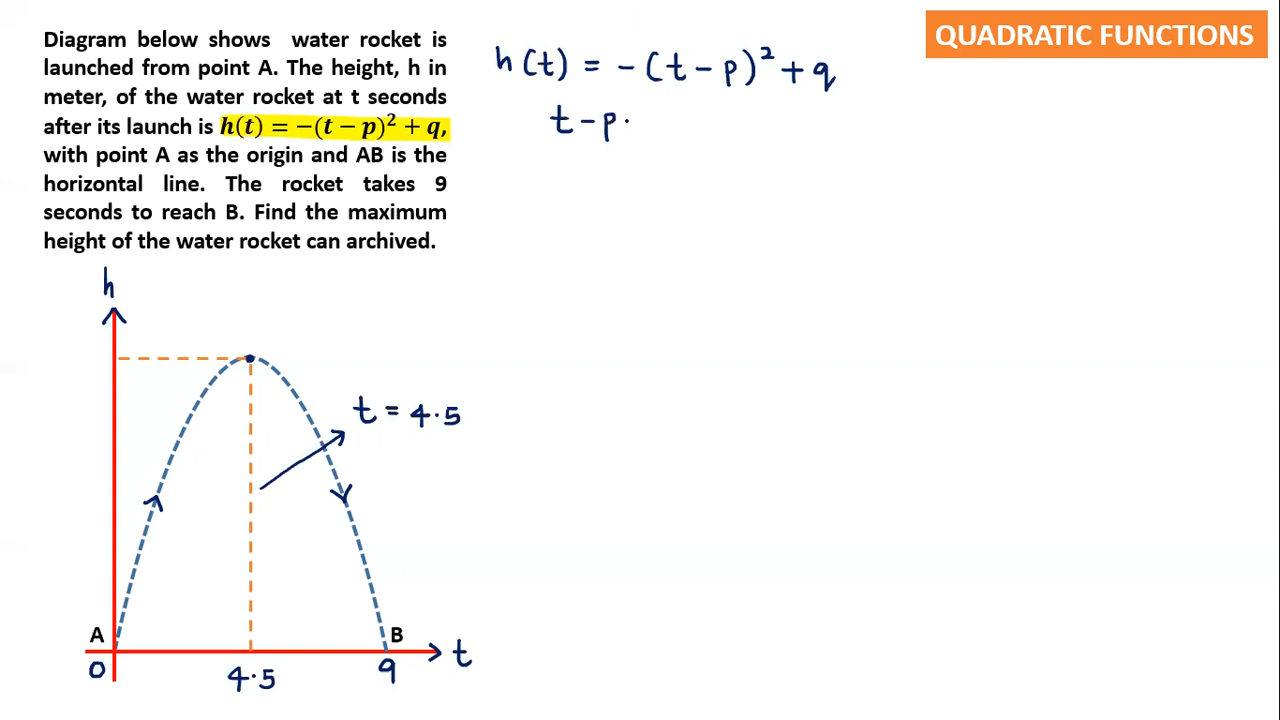 QUADRATIC FUNCTIONS
Diagram below shows water rocket is
launched from point A. The height, h in
meter, of the water rocket at t seconds
after its launch is h(t) = −(t − p)² + q,
with point A as the origin and AB is the
horizontal line. The rocket takes 9
seconds to reach B. Find the maximum
height of the water rocket can archived.
h(t) = -(t-p)² + q
t-p.
h
t = 4.5
A
B
0
4.5
9
t